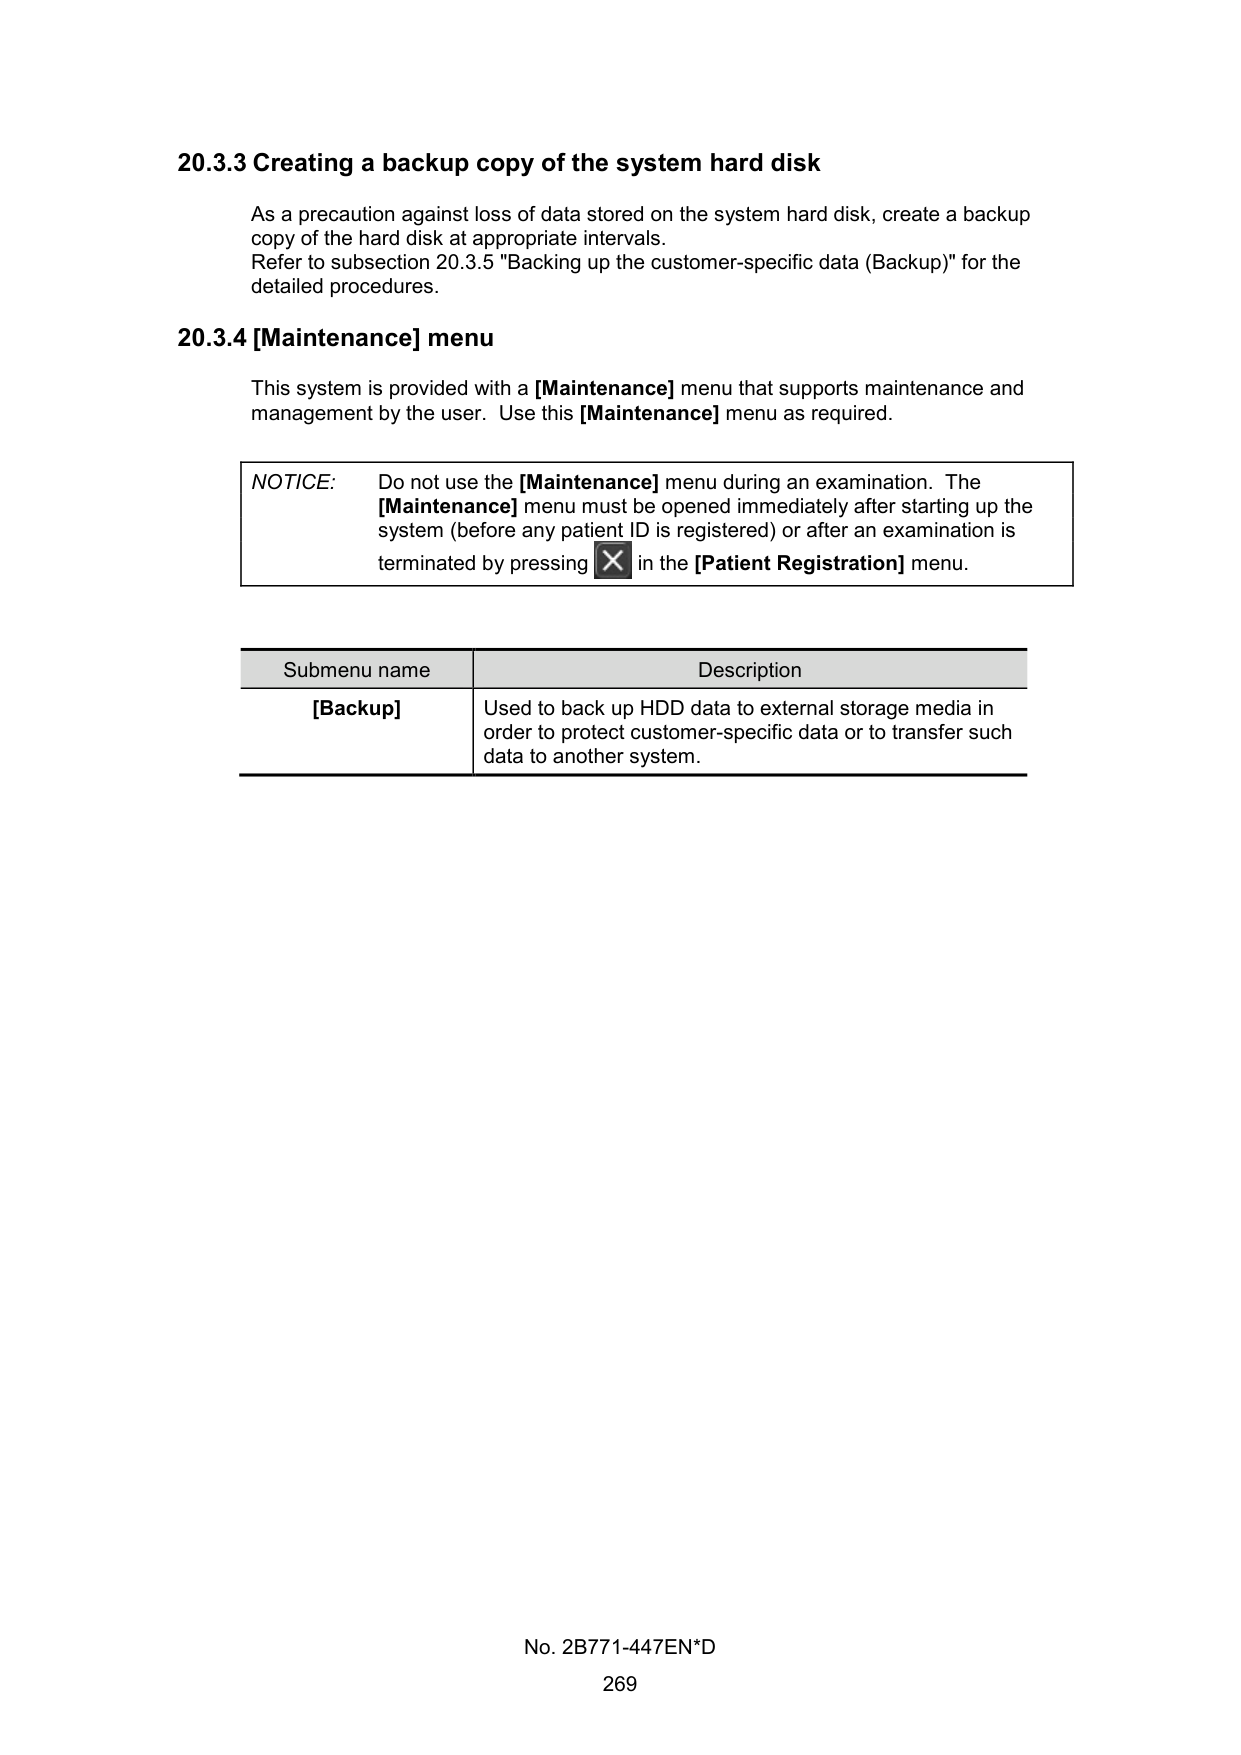 20.3.3 Creating a backup copy of the system hard disk
As a precaution against loss of data stored on the system hard disk, create a backup
copy of the hard disk at appropriate intervals.
Refer to subsection 20.3.5 "Backing up the customer-specific data (Backup)" for the
detailed procedures.
20.3.4 [Maintenance] menu
This system is provided with a [Maintenance] menu that supports maintenance and
management by the user.  Use this [Maintenance] menu as required.
NOTICE: Do not use the [Maintenance] menu during an examination.  The
[Maintenance] menu must be opened immediately after starting up the
system (before any patient ID is registered) or after an examination is
terminated by pressing in the [Patient Registration] menu.
Submenu name Description
[Backup] Used to back up HDD data to external storage media in
order to protect customer-specific data or to transfer such
data to another system.
No. 2B771-447EN*D
269